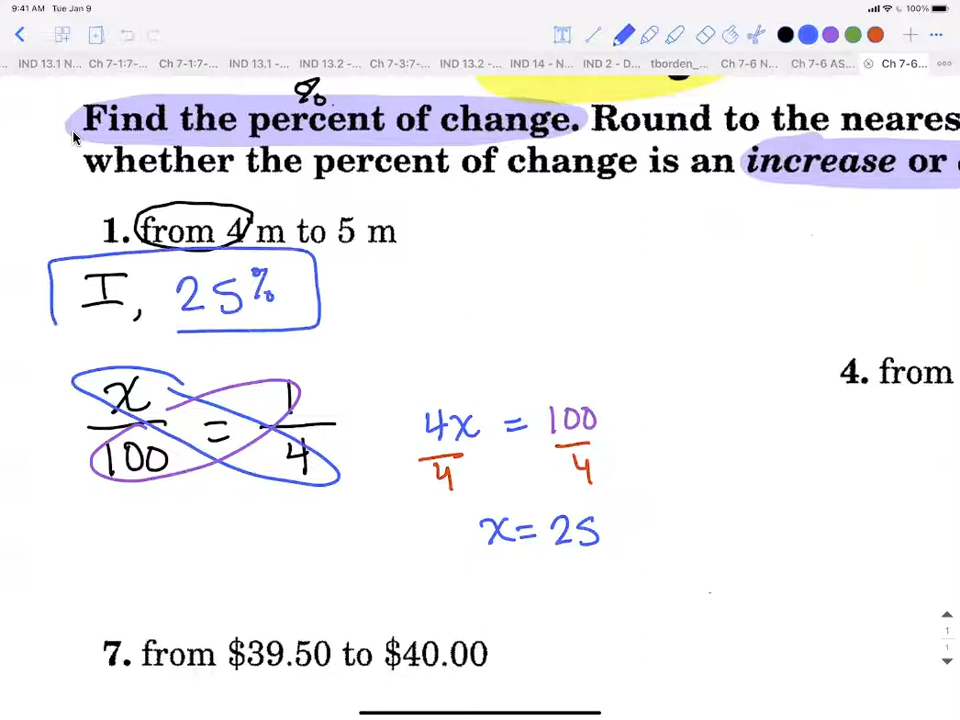 9:41 AM Tue Jan 9
100%
IND 13.1 N... Ch 7-1:7-... Ch 7-1:7-... IND 13.1 -... IND 13.2 -... Ch 7-3:7-... IND 13.2 -... IND 14 - N... IND 2 - D... tborden_... Ch 7-6 N... Ch 7-6 AS... Ch 7-6...
%
Find the percent of change. Round to the neares
whether the percent of change is an increase or
1. from 4 m to 5 m
I, 25%
4. from
x/100 = 1/4
4x = 100
4 4
x = 25
7. from $39.50 to $40.00
1
1